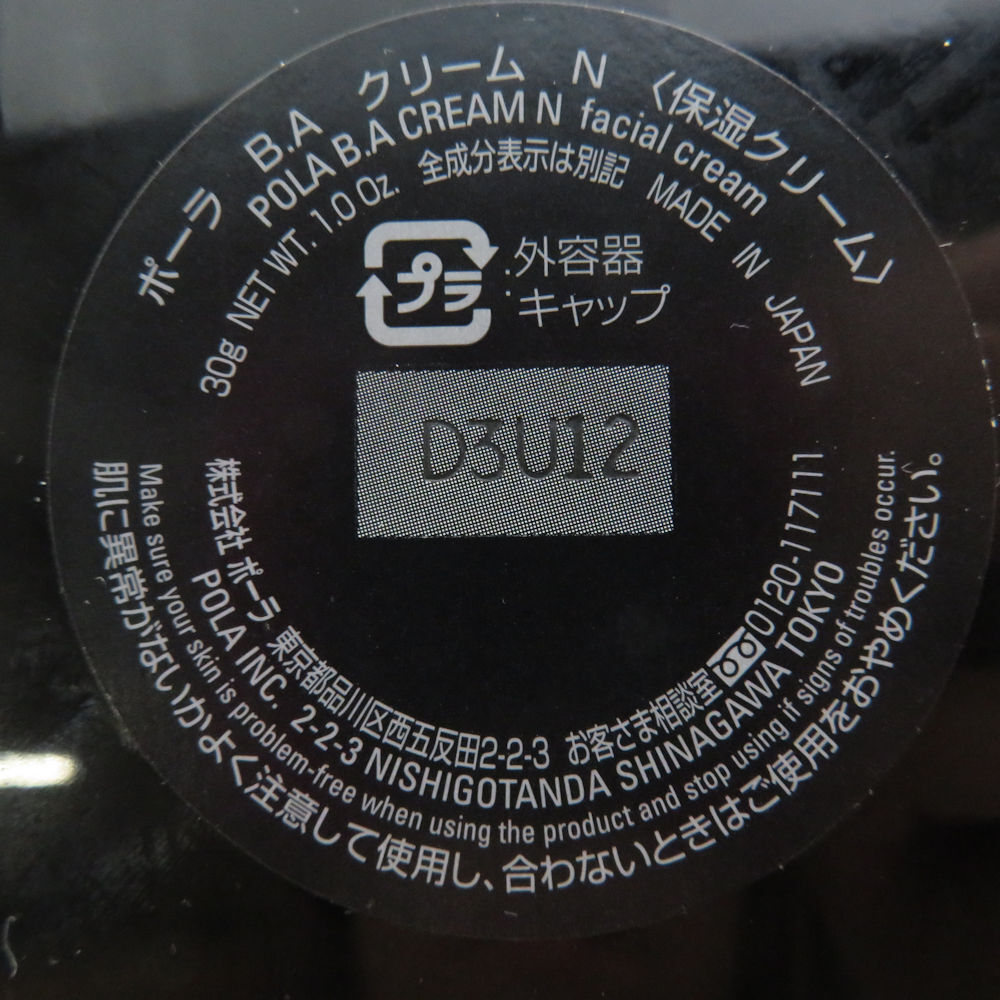 ポーラ B.A クリーム N 〈保湿クリーム〉
POLA B.A CREAM N facial cream
30g NET WT. 1.0 Oz. 全成分表示は別記 MADE IN JAPAN
プラ
:外容器
:キャップ
D3U12
株式会社 ポーラ 東京都品川区西五反田2-2-3 お客さま相談室 0120-117111
POLA INC. 2-2-3 NISHIGOTANDA SHINAGAWA TOKYO
Make sure your skin is problem-free when using the product and stop using if signs of troubles occur.
肌に異常がないかよく注意して使用し、合わないときはご使用をおやめください。